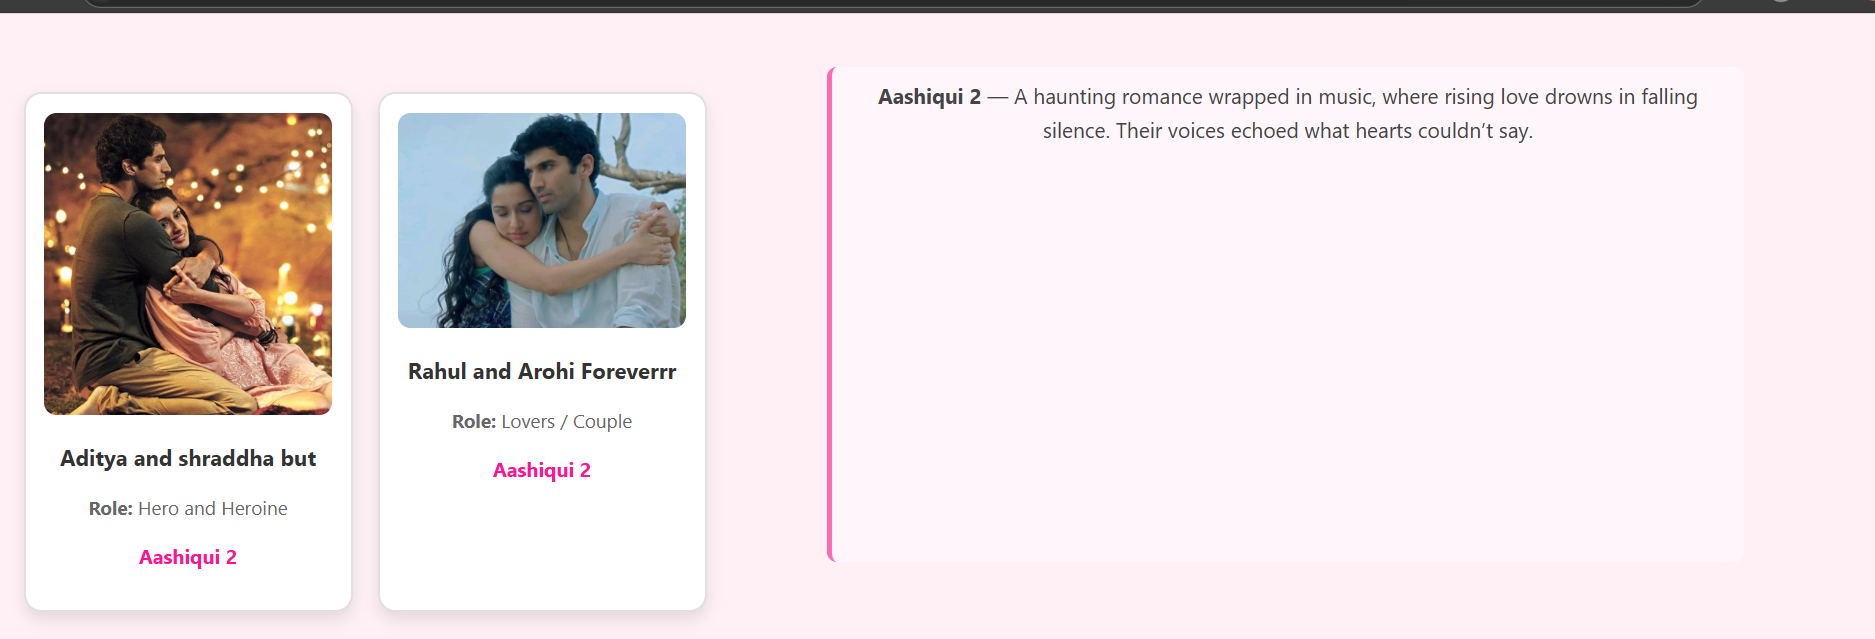 Aditya and shraddha but
Role: Hero and Heroine
Aashiqui 2
Rahul and Arohi Foreverrr
Role: Lovers / Couple
Aashiqui 2
Aashiqui 2 — A haunting romance wrapped in music, where rising love drowns in falling
silence. Their voices echoed what hearts couldn’t say.